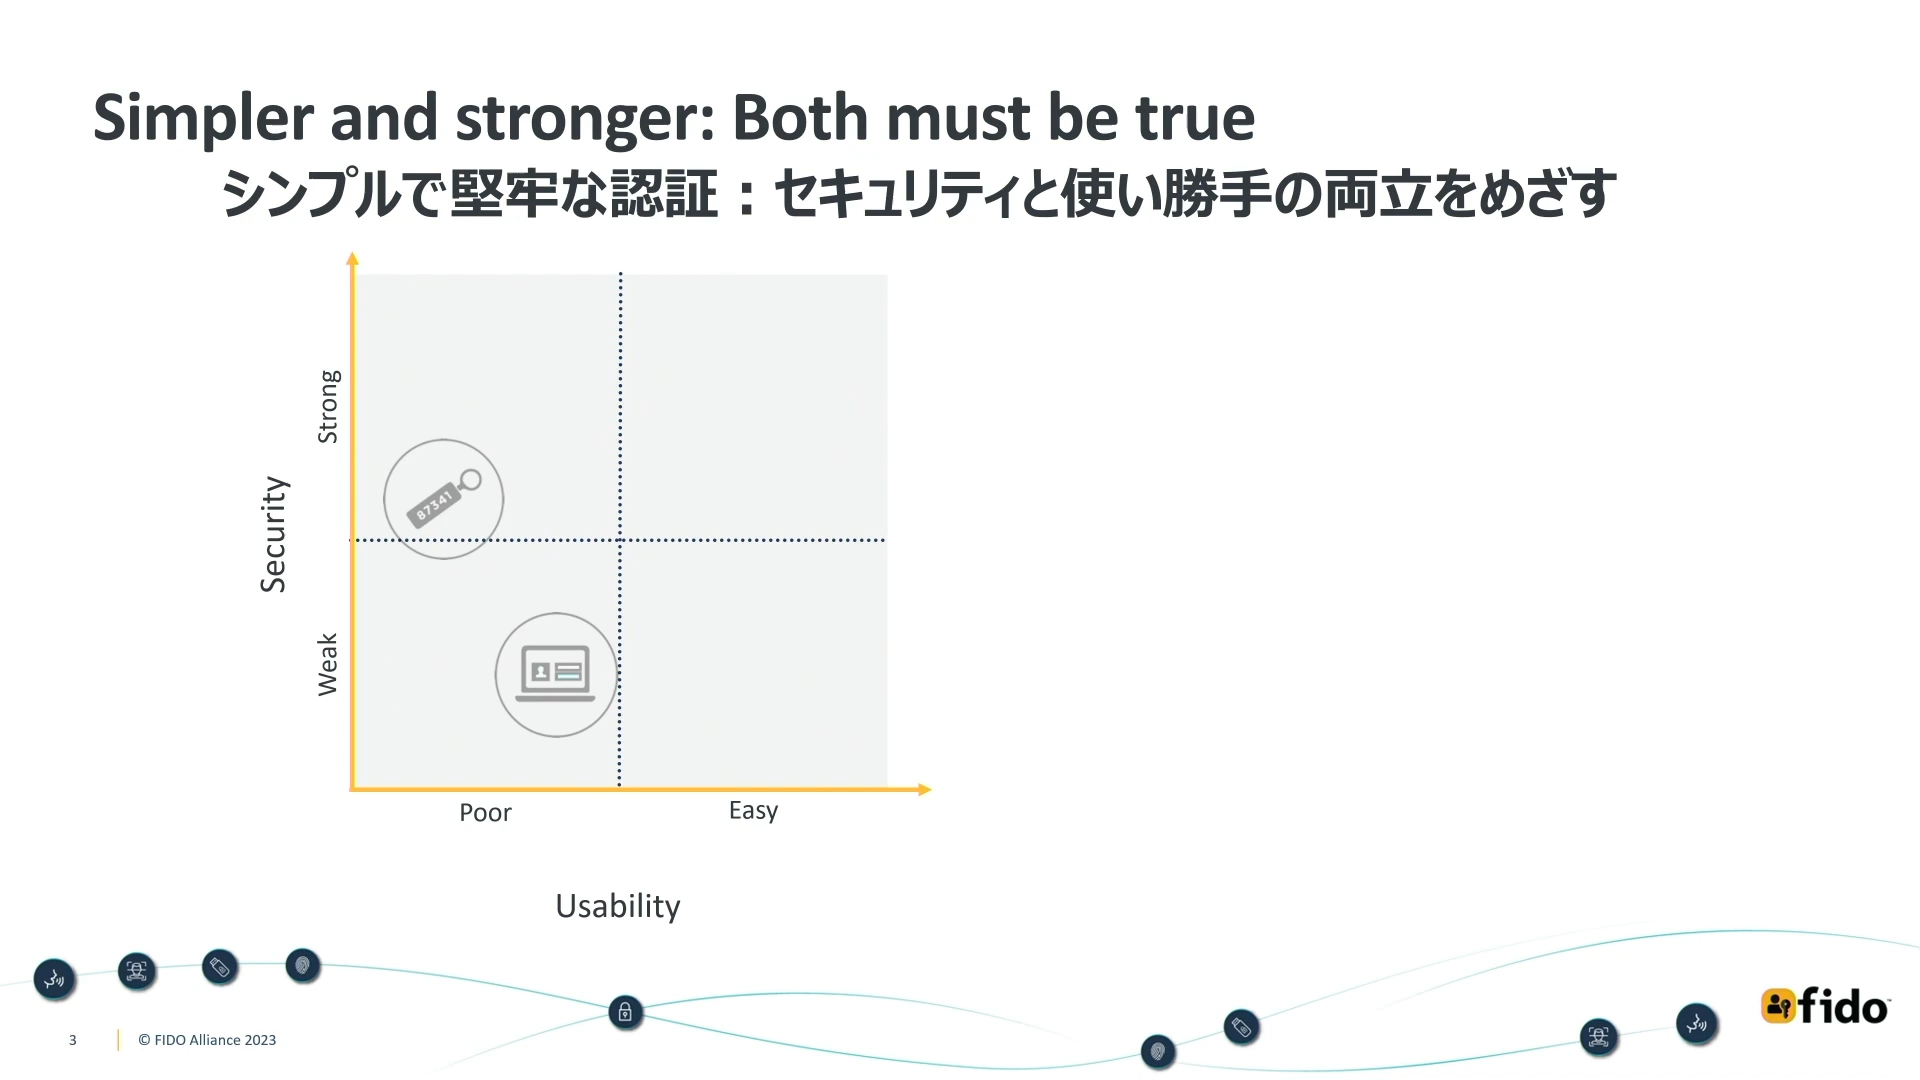 Simpler and stronger: Both must be true
シンプルで堅牢な認証：セキュリティと使い勝手の両立をめざす
Strong
Security
Weak
87341
Poor
Easy
Usability
3
© FIDO Alliance 2023
fido™